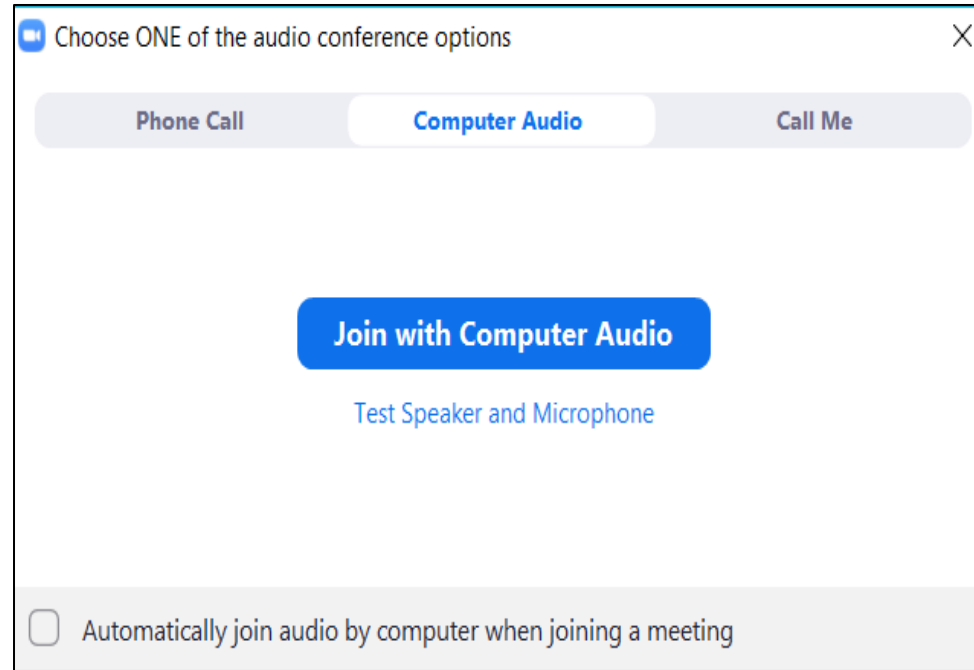 Choose ONE of the audio conference options
Phone Call Computer Audio Call Me
Join with Computer Audio
Test Speaker and Microphone
Automatically join audio by computer when joining a meeting